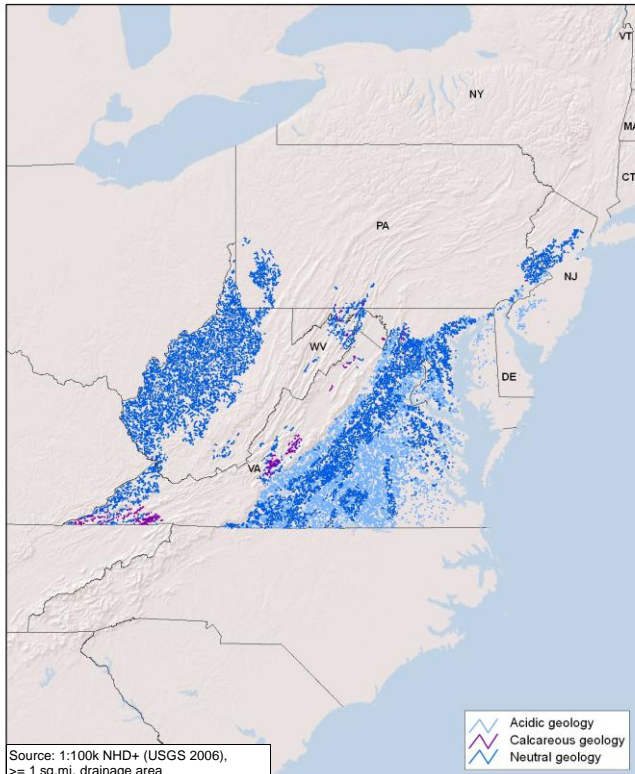 VT
NY
MA
CT
PA
NJ
WV
DE
VA
Acidic geology
Calcareous geology
Neutral geology
Source: 1:100k NHD+ (USGS 2006),
>= 1 sq.mi. drainage area